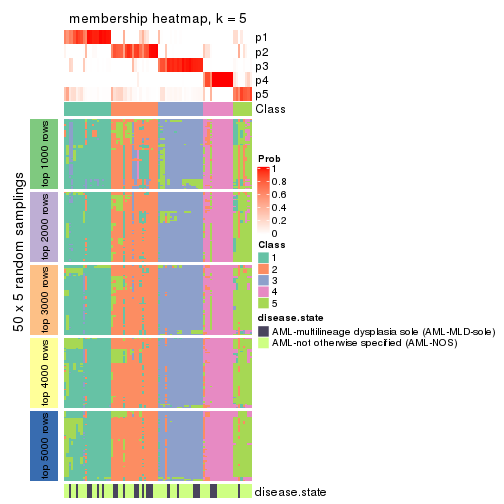 membership heatmap, k = 5
p1
p2
p3
p4
p5
Class
50 x 5 random samplings
top 1000 rows
top 2000 rows
top 3000 rows
top 4000 rows
top 5000 rows
Prob
1
0.8
0.6
0.4
0.2
0
Class
1
2
3
4
5
disease.state
AML-multilineage dysplasia sole (AML-MLD-sole)
AML-not otherwise specified (AML-NOS)
disease.state